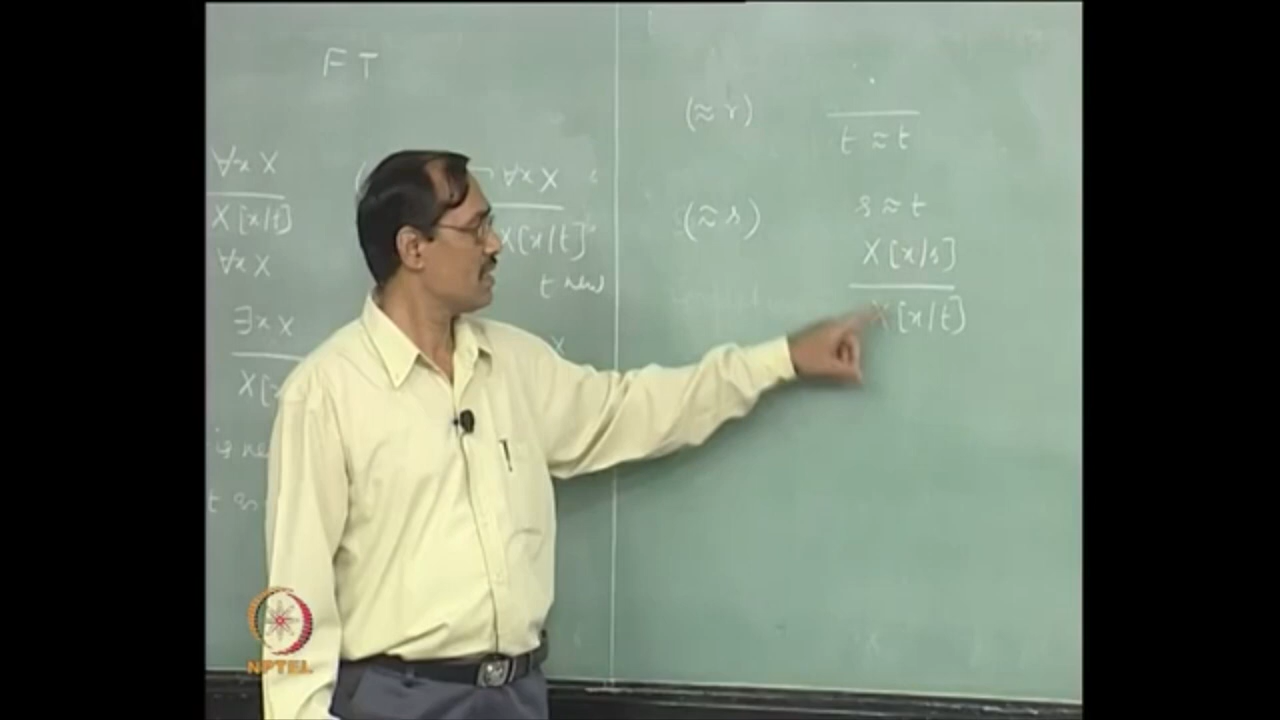 FT
∀x X
X[x/t]
∀x X
∃x X
X[
t
¬∀x X
X[x/t]
t new
(≈ r)
t ≈ t
(≈ s)
s ≈ t
X[x/s]
X[x/t]
NPTEL